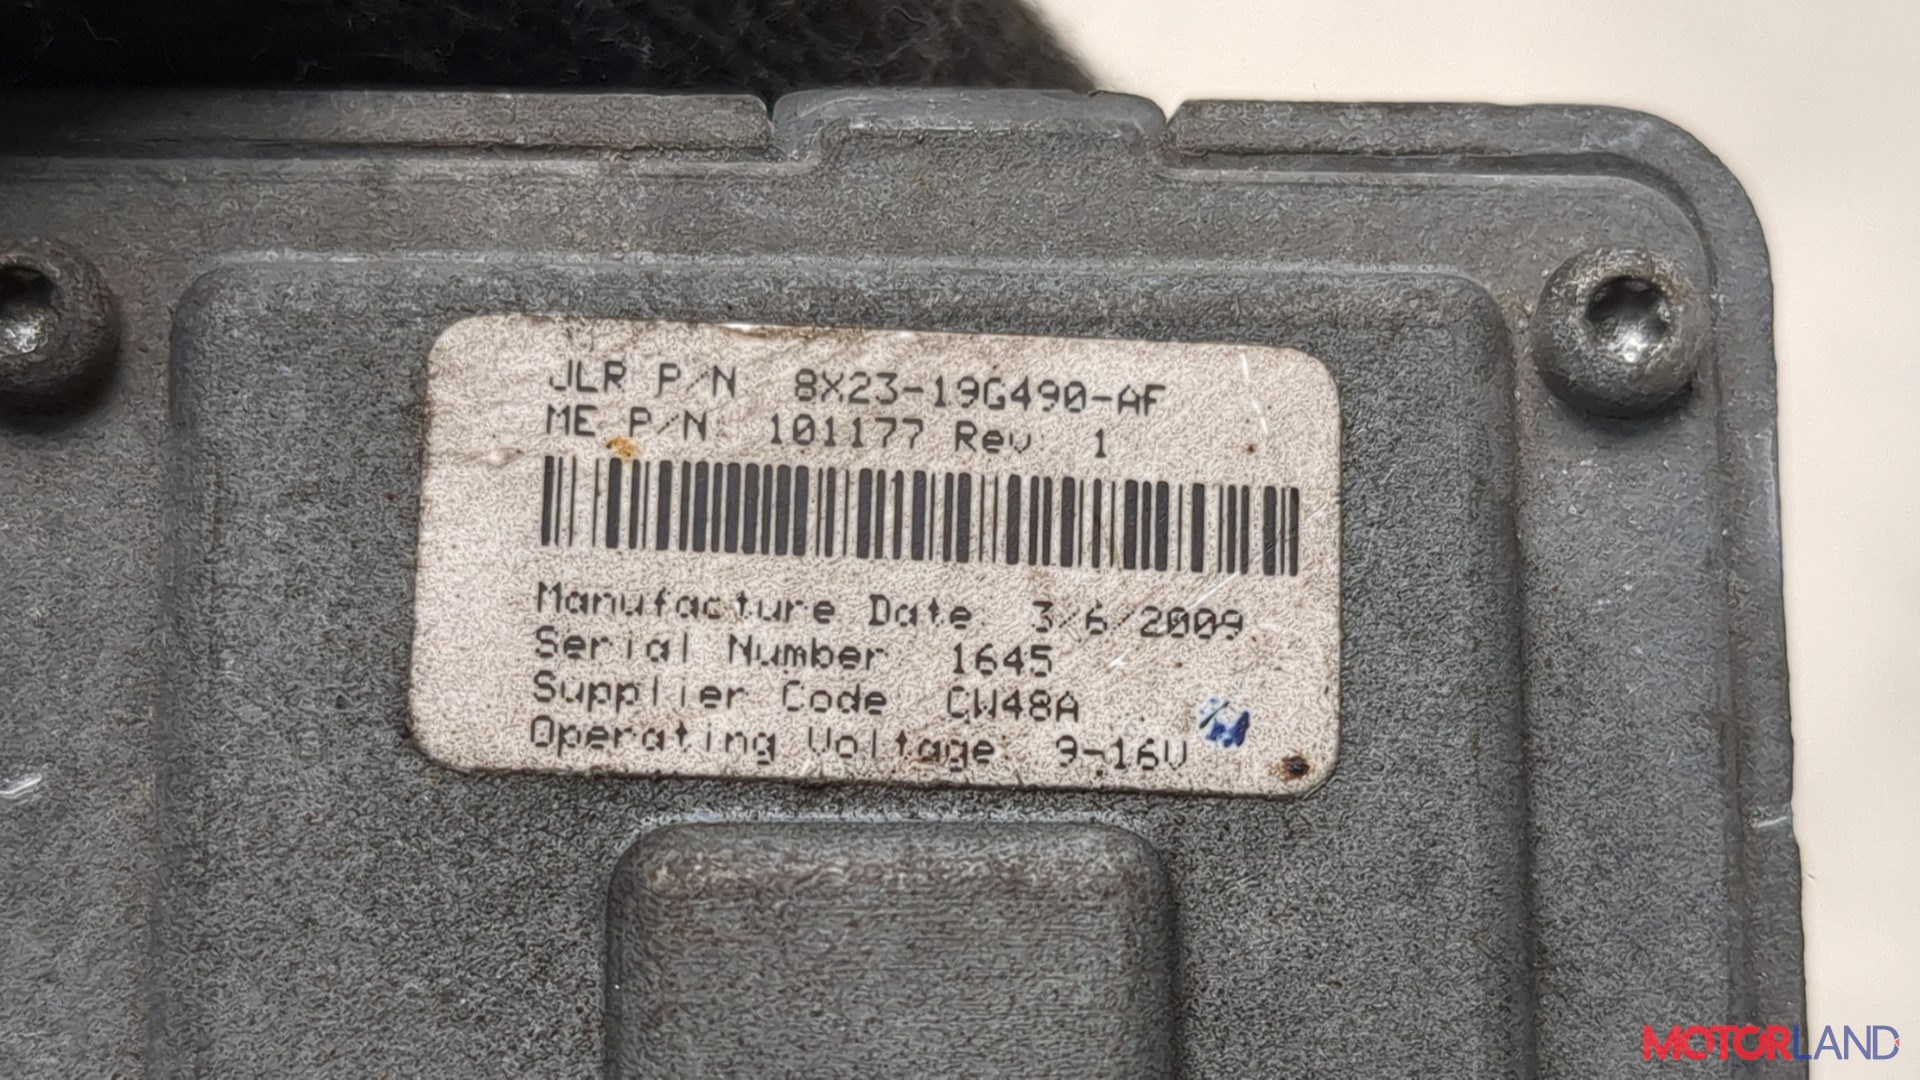 JLR P/N: 8X23-19G490-AF
ME P/N: 101177 Rev: 1
Manufacture Date: 3/6/2009
Serial Number: 1645
Supplier Code: CW48A
Operating Voltage: 9-16V
MOTORLAND